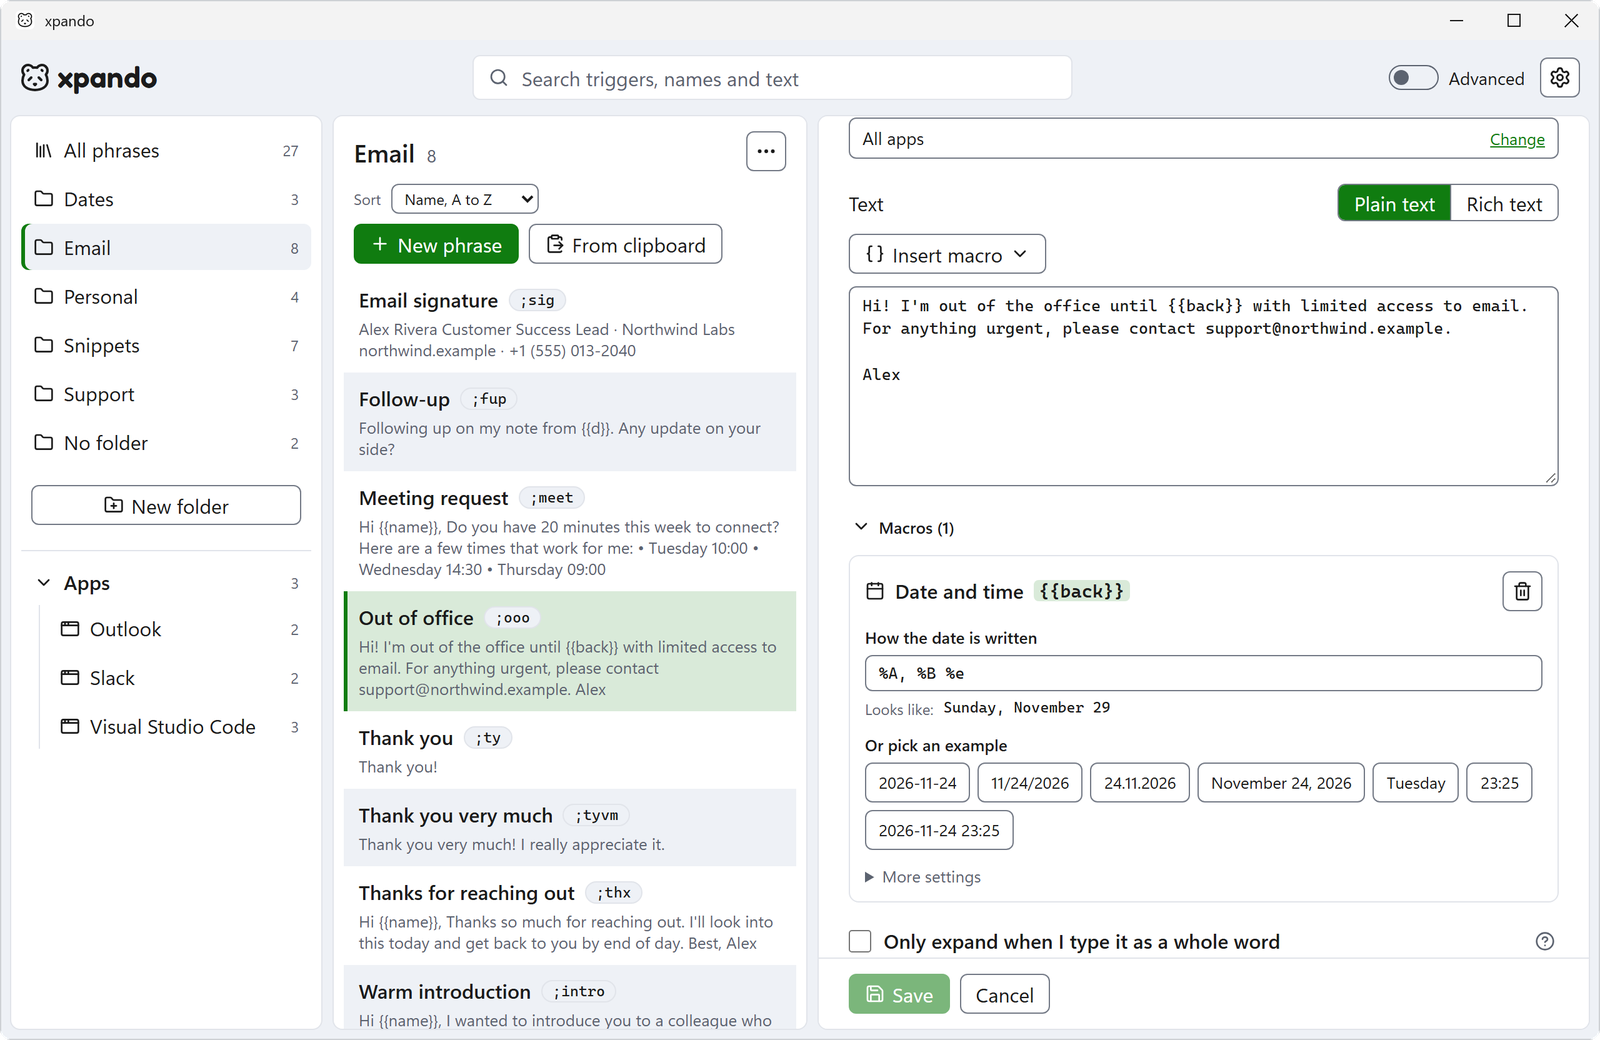 xpando
xpando
Search triggers, names and text
Advanced
All phrases 27
Dates 3
Email 8
Personal 4
Snippets 7
Support 3
No folder 2
New folder
Apps 3
Outlook 2
Slack 2
Visual Studio Code 3
Email 8
Sort Name, A to Z
New phrase From clipboard
Email signature ;sig
Alex Rivera Customer Success Lead · Northwind Labs
northwind.example · +1 (555) 013-2040
Follow-up ;fup
Following up on my note from {{d}}. Any update on your
side?
Meeting request ;meet
Hi {{name}}, Do you have 20 minutes this week to connect?
Here are a few times that work for me: • Tuesday 10:00 •
Wednesday 14:30 • Thursday 09:00
Out of office ;ooo
Hi! I'm out of the office until {{back}} with limited access to
email. For anything urgent, please contact
support@northwind.example. Alex
Thank you ;ty
Thank you!
Thank you very much ;tyvm
Thank you very much! I really appreciate it.
Thanks for reaching out ;thx
Hi {{name}}, Thanks so much for reaching out. I'll look into
this today and get back to you by end of day. Best, Alex
Warm introduction ;intro
Hi {{name}}, I wanted to introduce you to a colleague who
All apps Change
Text Plain text Rich text
{} Insert macro
Hi! I'm out of the office until {{back}} with limited access to email.
For anything urgent, please contact support@northwind.example.
Alex
Macros (1)
Date and time {{back}}
How the date is written
%A, %B %e
Looks like: Sunday, November 29
Or pick an example
2026-11-24 11/24/2026 24.11.2026 November 24, 2026 Tuesday 23:25
2026-11-24 23:25
More settings
Only expand when I type it as a whole word
Save Cancel